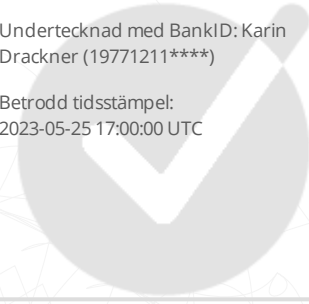 Undertecknad med BankID: Karin
Drackner (19771211****)
Betrodd tidsstämpel:
2023-05-25 17:00:00 UTC